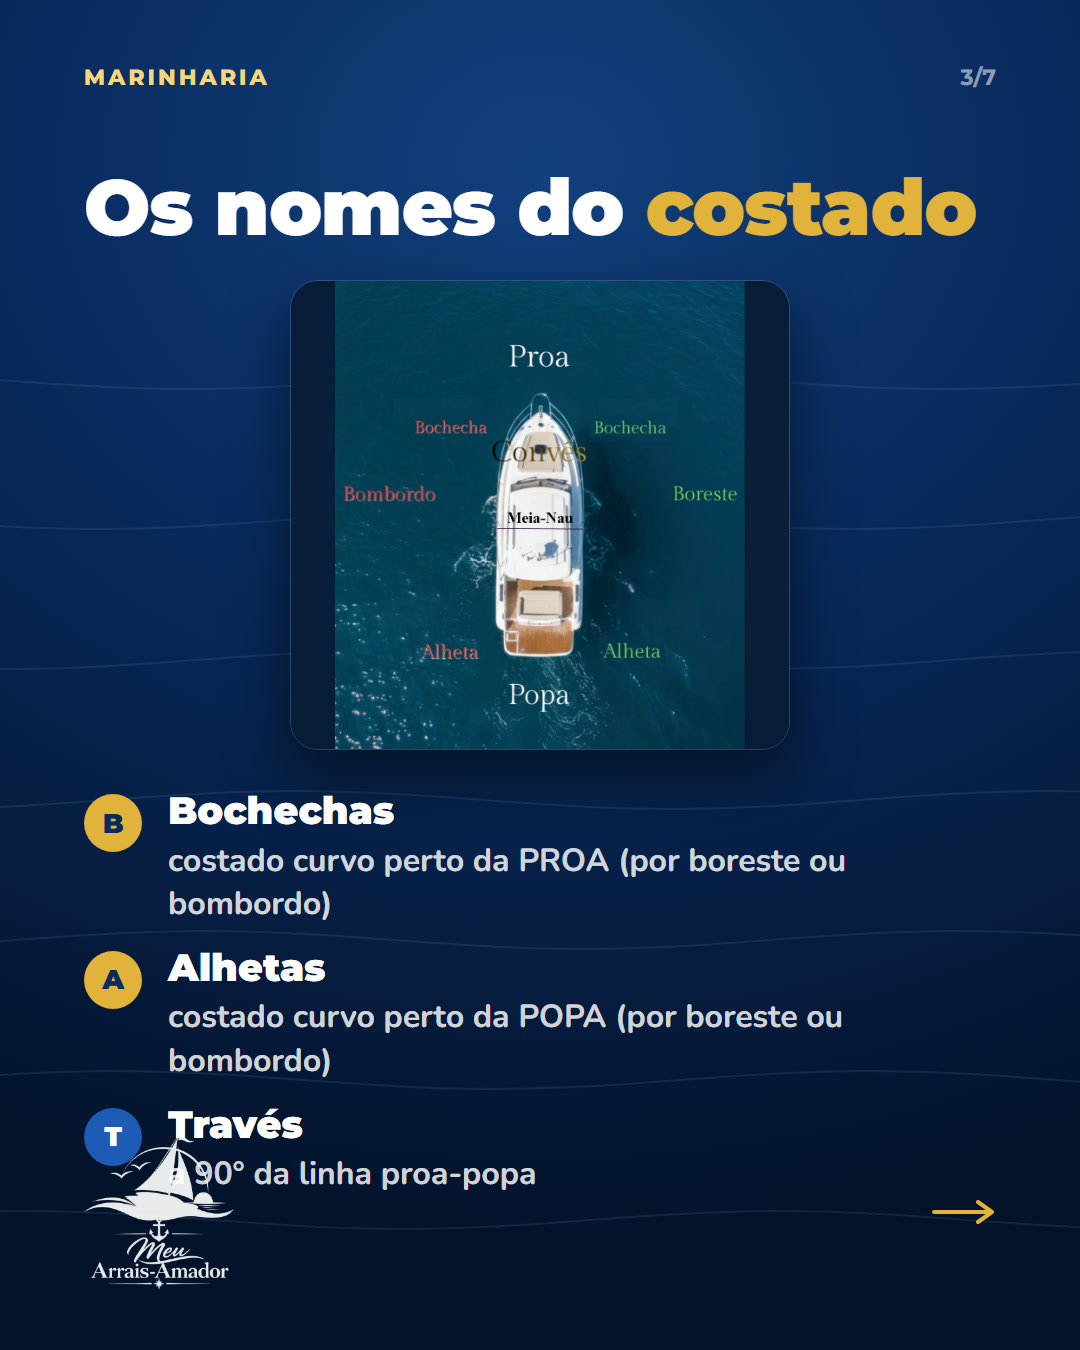 MARINHARIA
3/7
Os nomes do costado
Proa
Bochecha
Bochecha
Convés
Bombordo
Boreste
Meia-Nau
Alheta
Alheta
Popa
B
Bochechas
costado curvo perto da PROA (por boreste ou
bombordo)
A
Alhetas
costado curvo perto da POPA (por boreste ou
bombordo)
T
Través
a 90° da linha proa-popa
Meu
Arrais-Amador